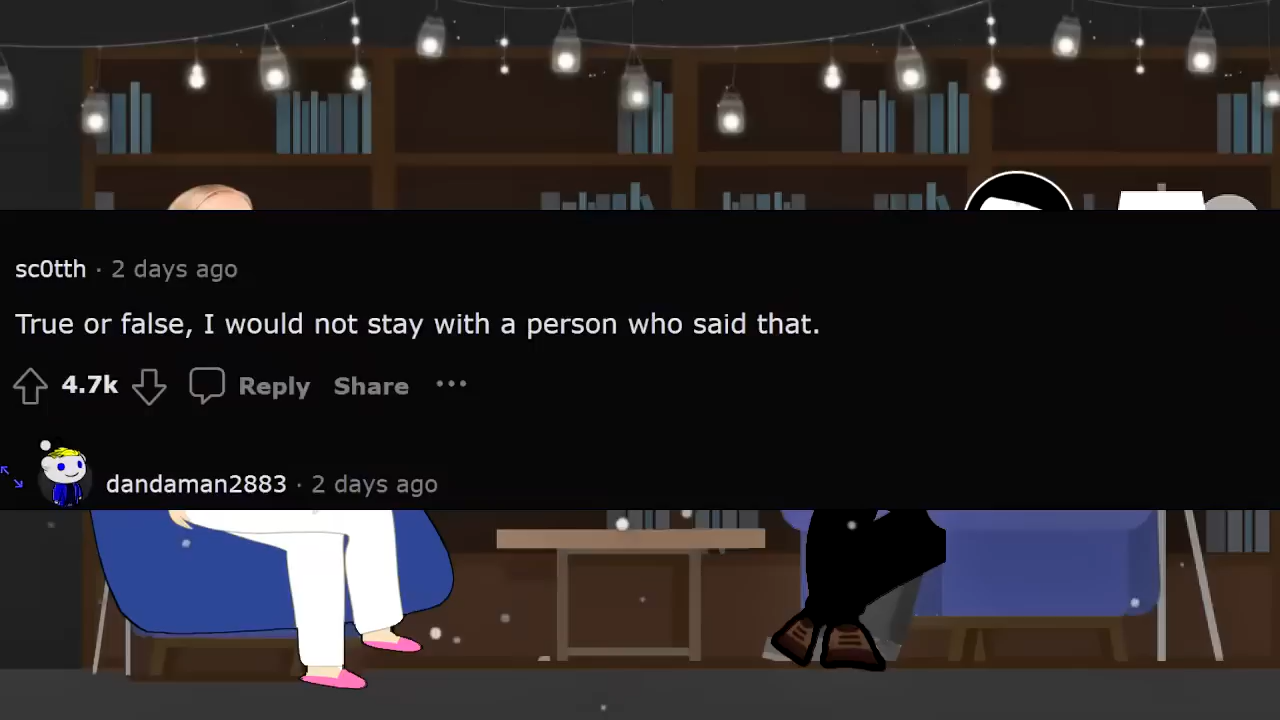 sc0tth · 2 days ago
True or false, I would not stay with a person who said that.
4.7k Reply Share ···
dandaman2883 · 2 days ago